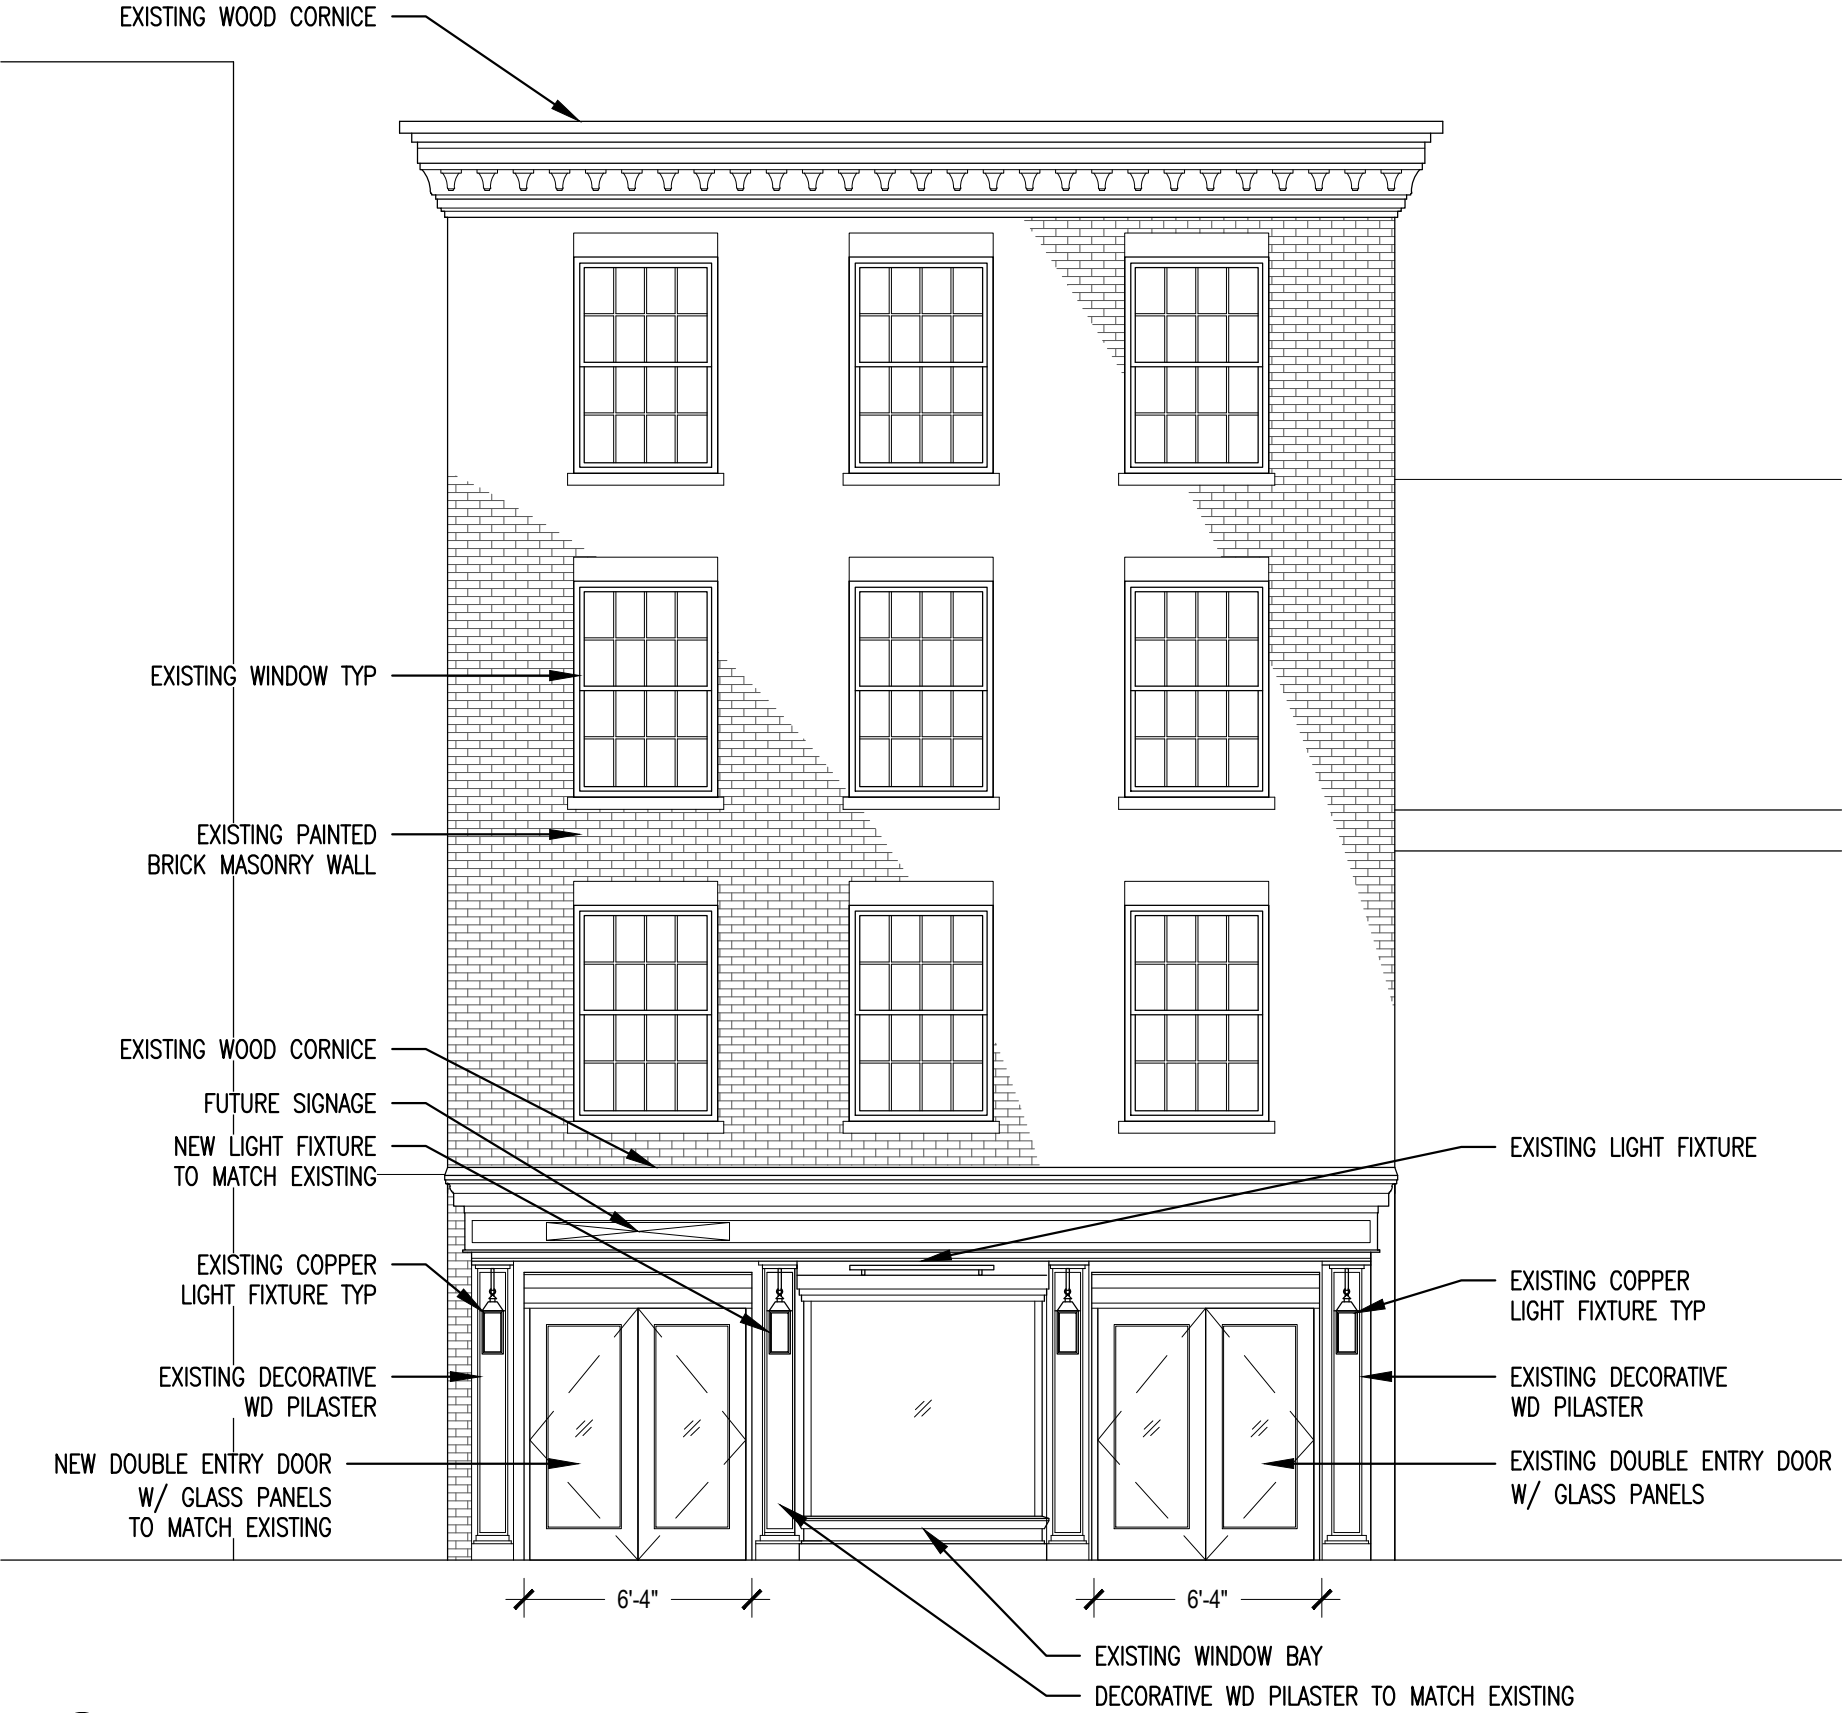 EXISTING WOOD CORNICE
EXISTING WINDOW TYP
EXISTING PAINTED
BRICK MASONRY WALL
EXISTING WOOD CORNICE
FUTURE SIGNAGE
NEW LIGHT FIXTURE
TO MATCH EXISTING
EXISTING COPPER
LIGHT FIXTURE TYP
EXISTING DECORATIVE
WD PILASTER
NEW DOUBLE ENTRY DOOR
W/ GLASS PANELS
TO MATCH EXISTING
EXISTING LIGHT FIXTURE
EXISTING COPPER
LIGHT FIXTURE TYP
EXISTING DECORATIVE
WD PILASTER
EXISTING DOUBLE ENTRY DOOR
W/ GLASS PANELS
6'-4"
6'-4"
EXISTING WINDOW BAY
DECORATIVE WD PILASTER TO MATCH EXISTING